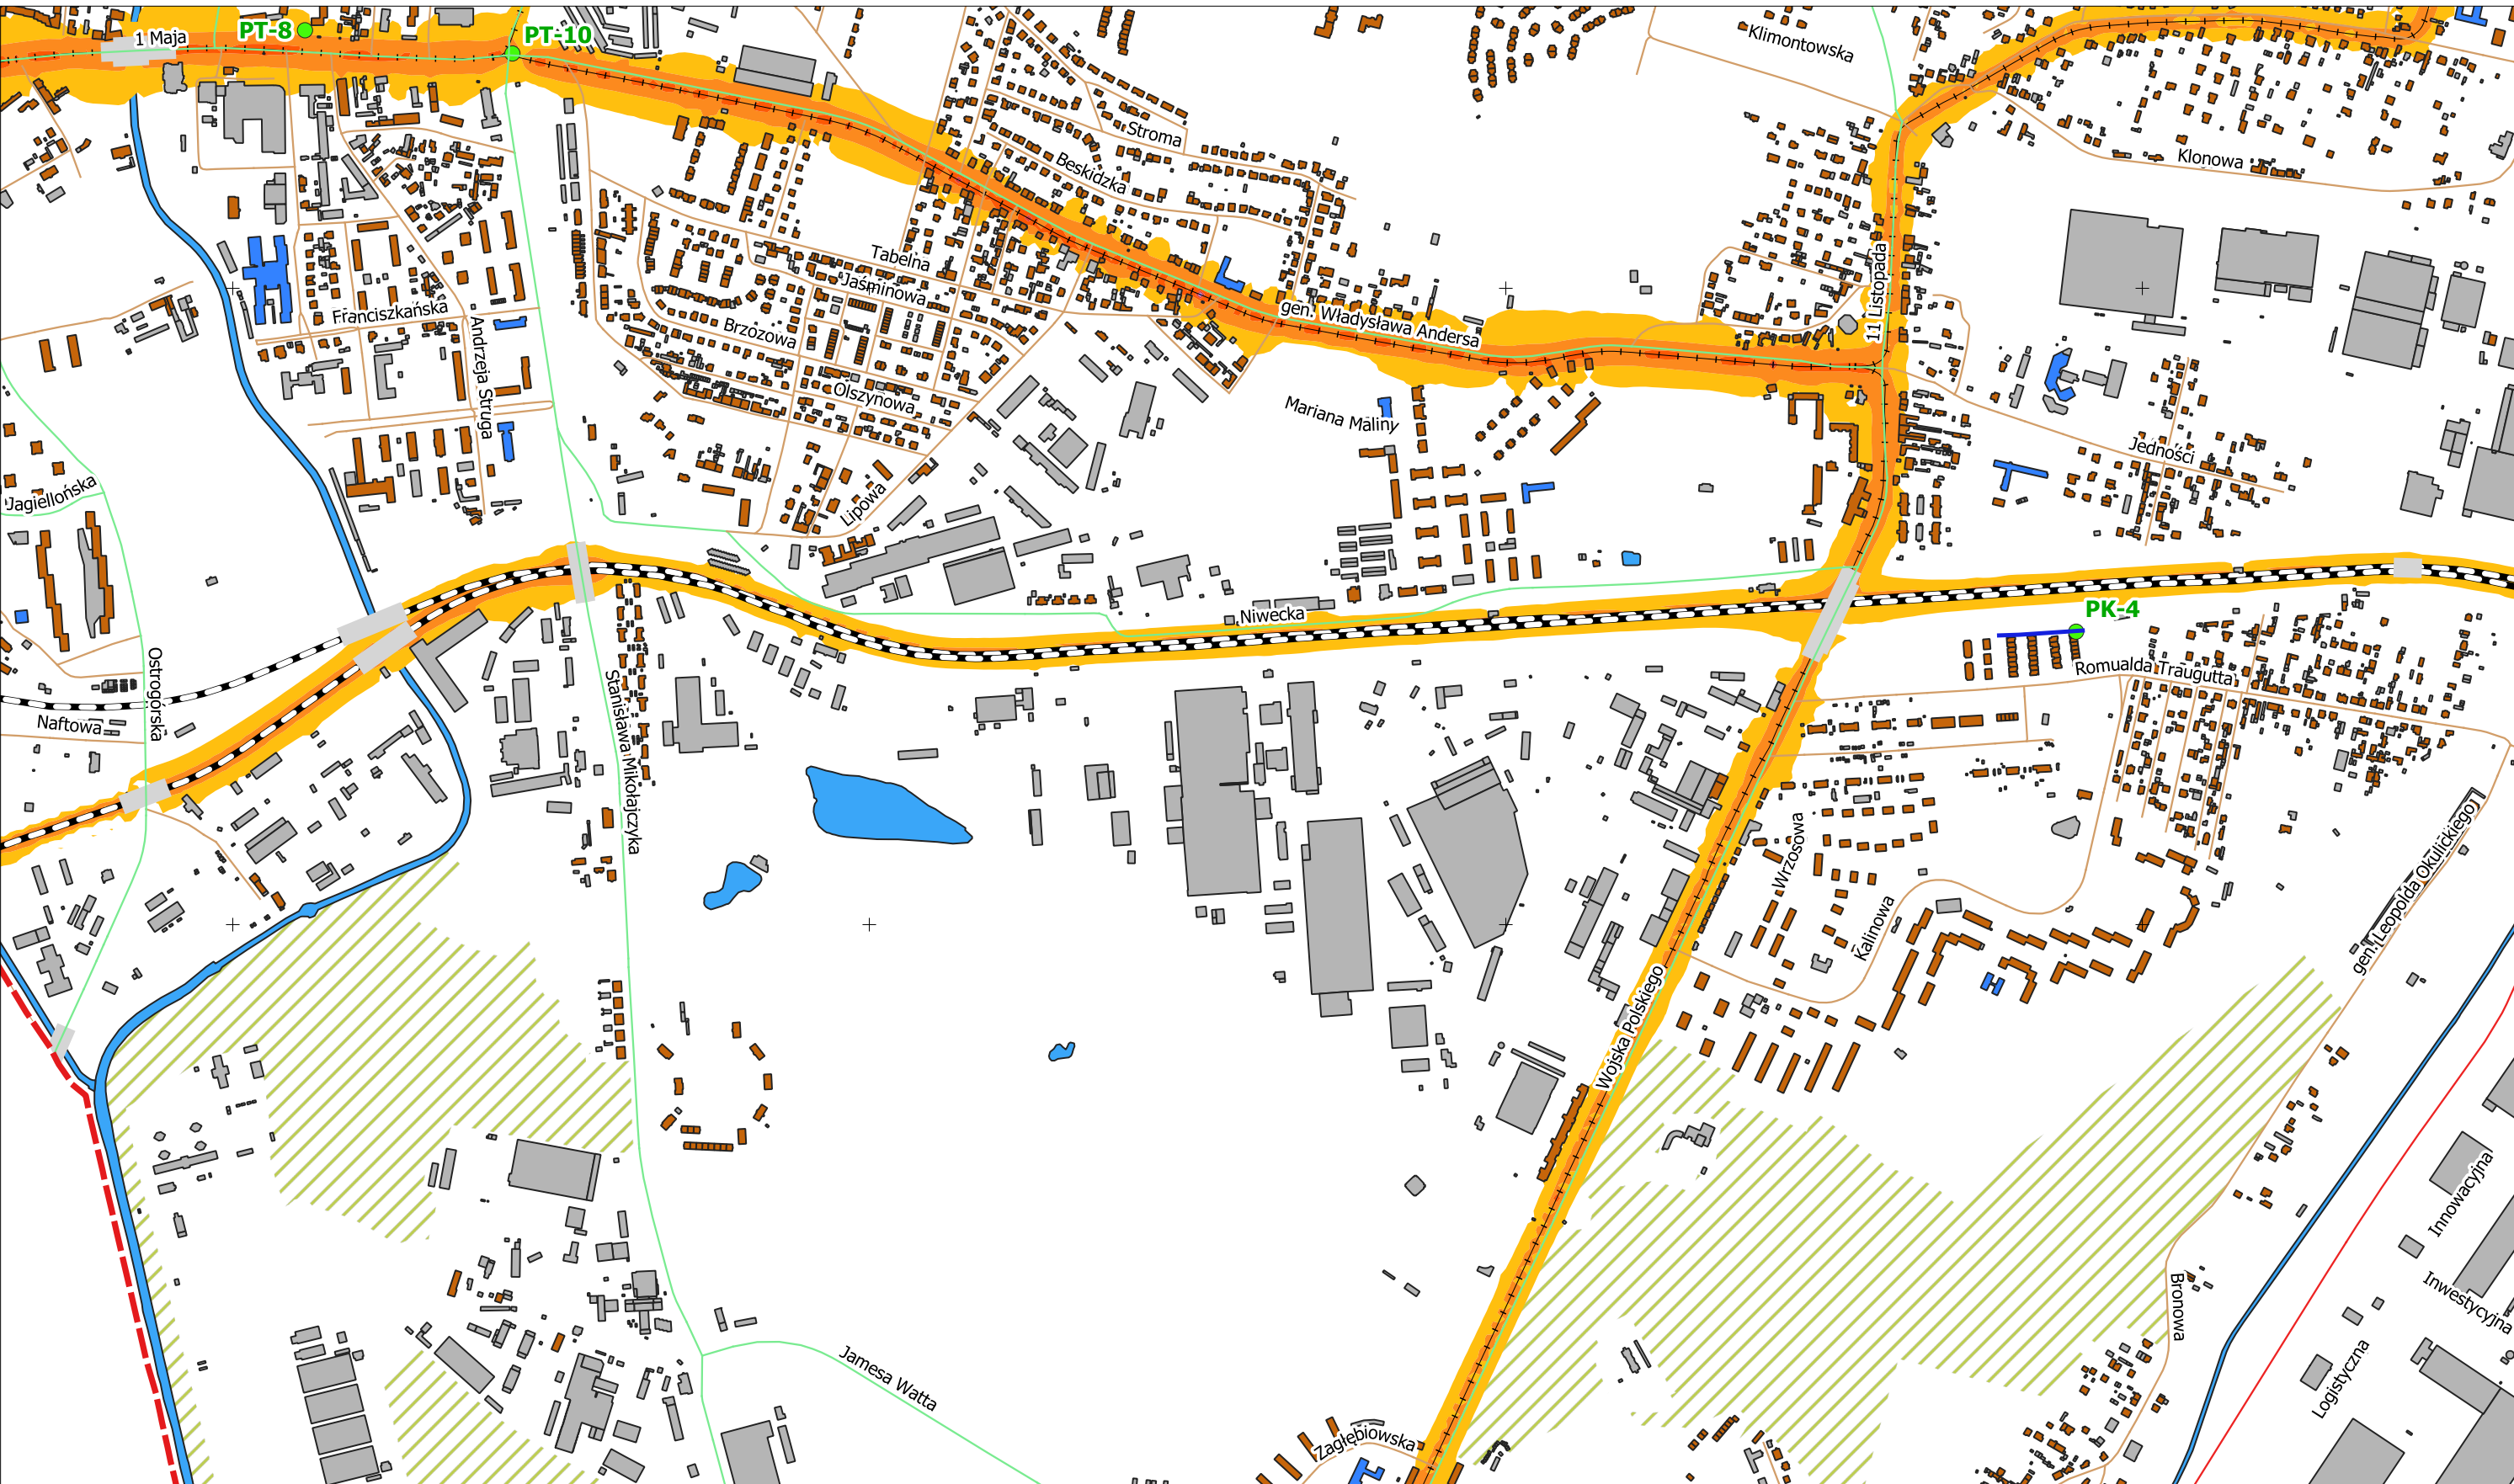 1 Maja
PT-8
PT-10
Klimontowska
Stroma
Beskidzka
Klonowa
Tabelna
Jaśminowa
11 Listopada
Franciszkańska
gen. Władysława Andersa
Brzozowa
Andrzeja Struga
Olszynowa
Mariana Maliny
Jedności
Jagiellońska
Lipowa
Niwecka
PK-4
Romualda Traugutta
Ostrogórska
Naftowa
Stanisława Mikołajczyka
Wrzosowa
gen. Leopolda Okulickiego
Kalinowa
Wojska Polskiego
Innowacyjna
Inwestycyjna
Bronowa
Logistyczna
Jamesa Watta
Zagłębiowska